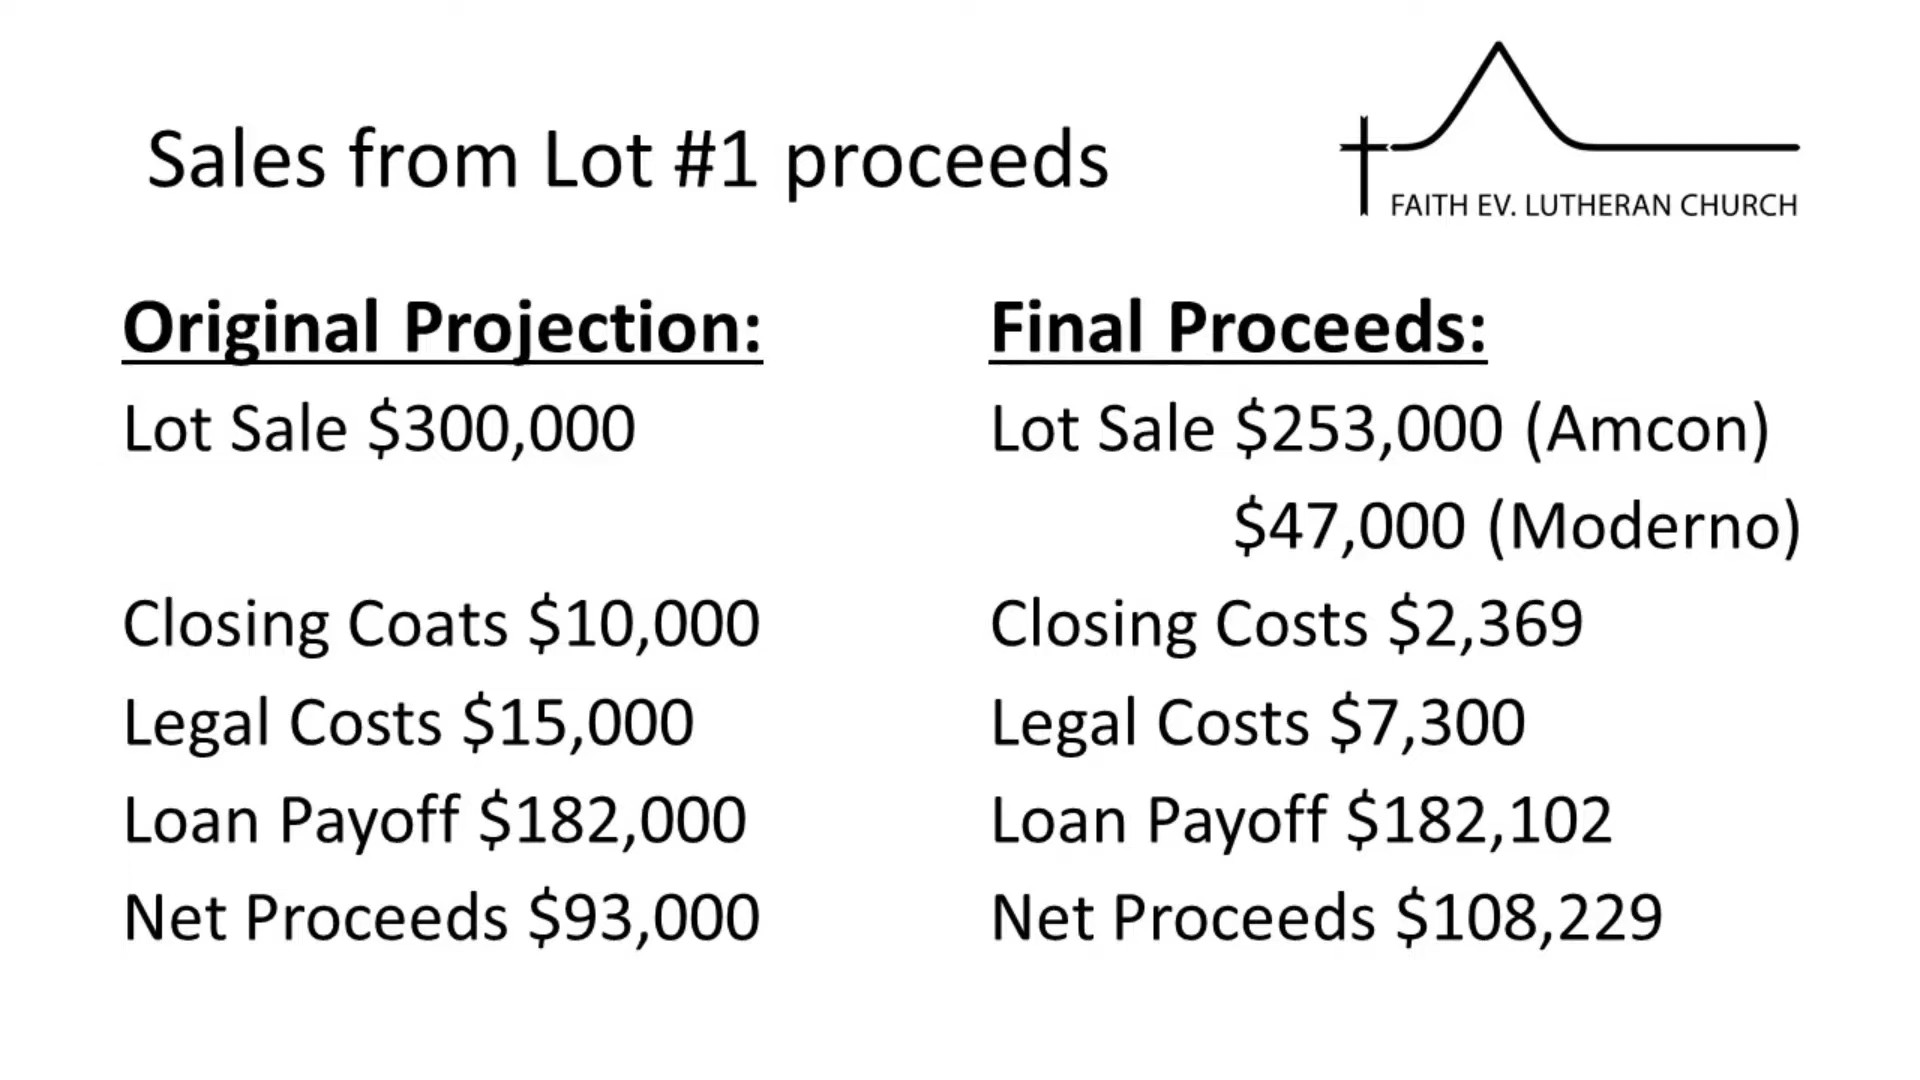 Sales from Lot #1 proceeds
FAITH EV. LUTHERAN CHURCH
Original Projection:
Lot Sale $300,000
Closing Coats $10,000
Legal Costs $15,000
Loan Payoff $182,000
Net Proceeds $93,000
Final Proceeds:
Lot Sale $253,000 (Amcon)
$47,000 (Moderno)
Closing Costs $2,369
Legal Costs $7,300
Loan Payoff $182,102
Net Proceeds $108,229